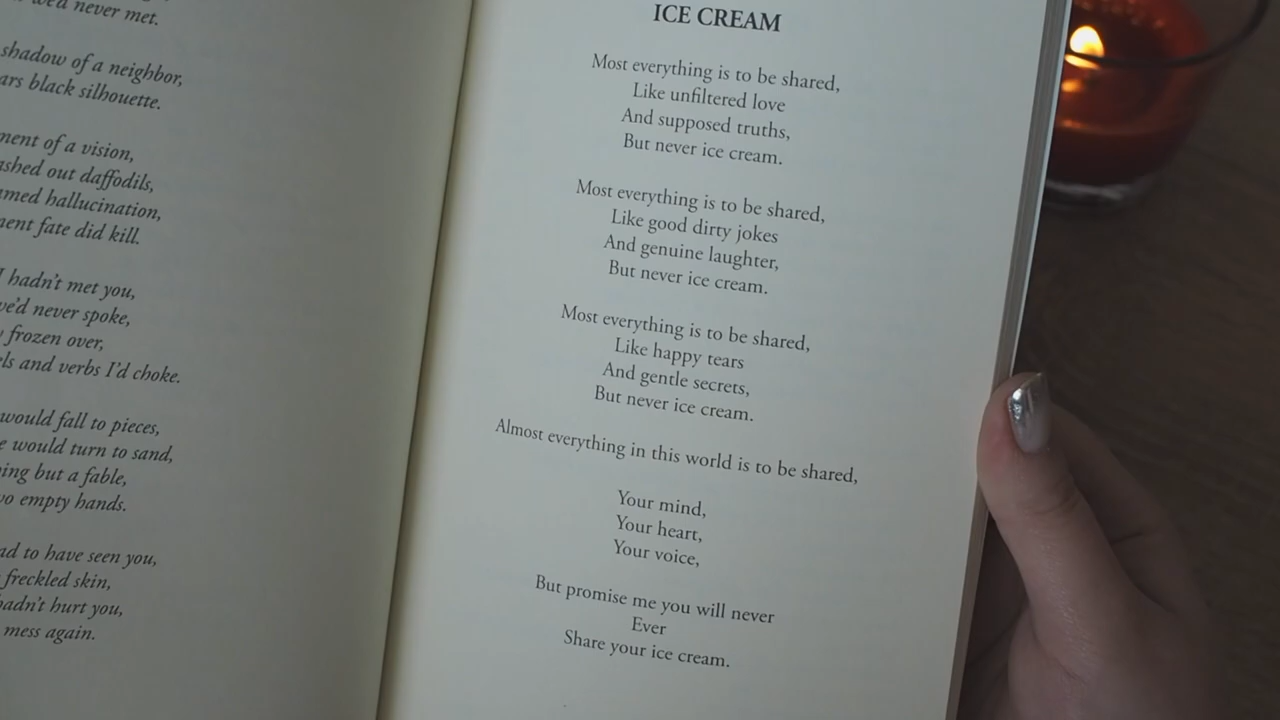 we'd never met.
shadow of a neighbor,
black silhouette.
of a vision,
out daffodils,
hallucination,
fate did kill.
I hadn't met you,
never spoke,
frozen over,
and verbs I'd choke.
would fall to pieces,
would turn to sand,
but a fable,
empty hands.
to have seen you,
freckled skin,
hurt you,
mess again.
ICE CREAM
Most everything is to be shared,
Like unfiltered love
And supposed truths,
But never ice cream.
Most everything is to be shared,
Like good dirty jokes
And genuine laughter,
But never ice cream.
Most everything is to be shared,
Like happy tears
And gentle secrets,
But never ice cream.
Almost everything in this world is to be shared,
Your mind,
Your heart,
Your voice,
But promise me you will never
Ever
Share your ice cream.